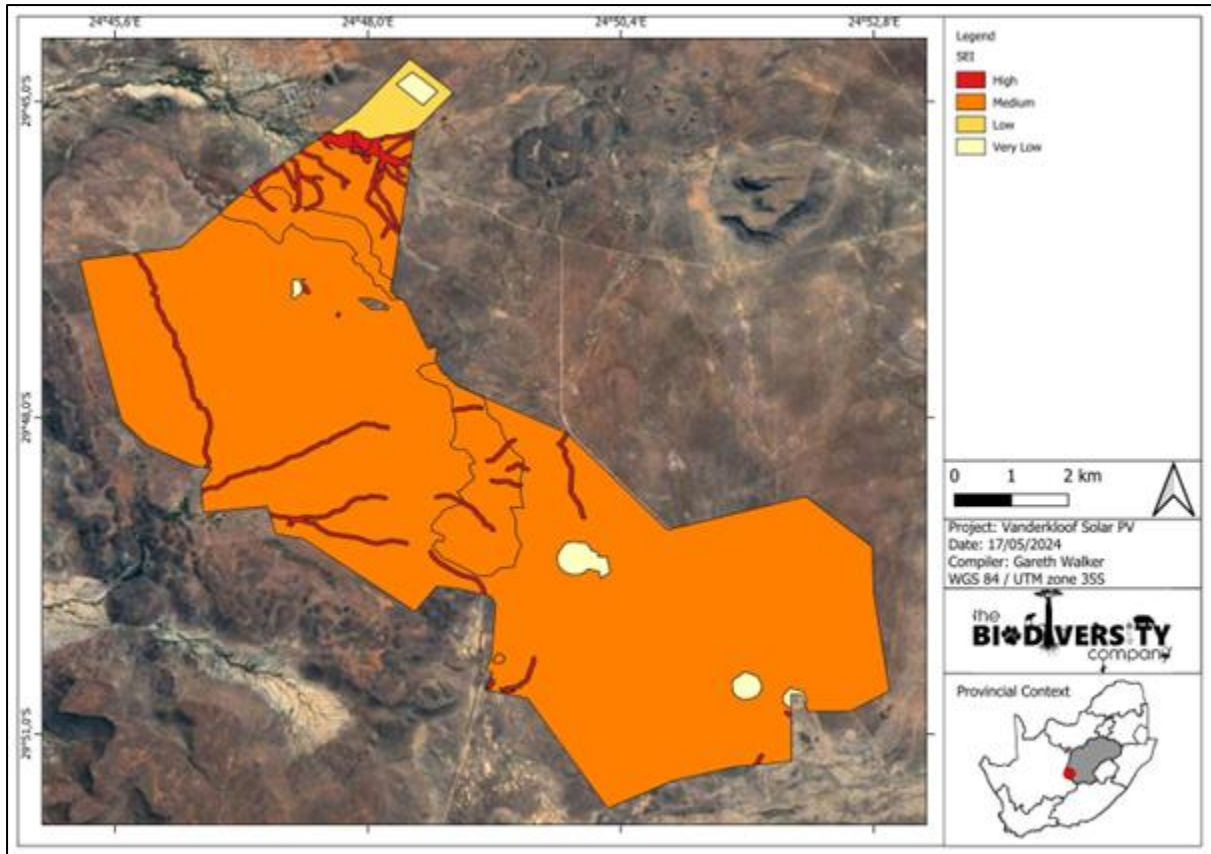 24°45,6'E 24°48,0'E 24°50,4'E 24°52,8'E
29°45,0'S
29°48,0'S
29°51,0'S
Legend
SEI
High
Medium
Low
Very Low
0 1 2 km
Project: Vanderkloof Solar PV
Date: 17/05/2024
Compiler: Gareth Walker
WGS 84 / UTM zone 35S
the
BIODIVERSITY
company
Provincial Context